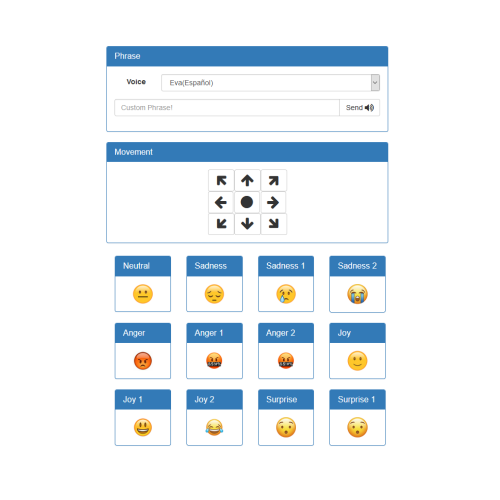 Phrase
Voice Eva(Español)
Custom Phrase! Send
Movement
Neutral Sadness Sadness 1 Sadness 2
Anger Anger 1 Anger 2 Joy
Joy 1 Joy 2 Surprise Surprise 1